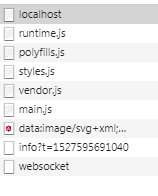 localhost
runtime.js
polyfills.js
styles.js
vendor.js
main.js
data:image/svg+xml;...
info?t=1527595691040
websocket